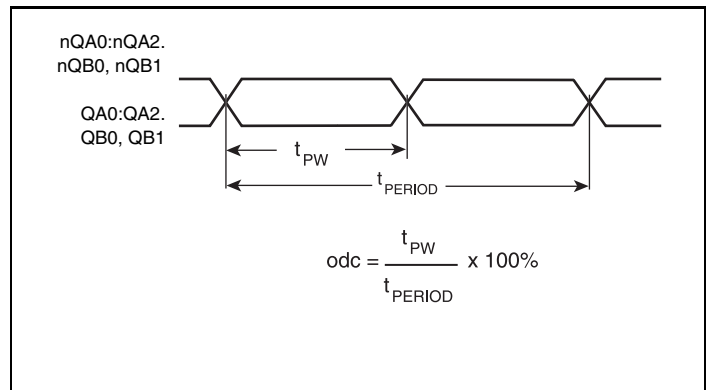 nQA0:nQA2.
nQB0, nQB1
QA0:QA2.
QB0, QB1
tPW
tPERIOD
odc = tPW / tPERIOD x 100%